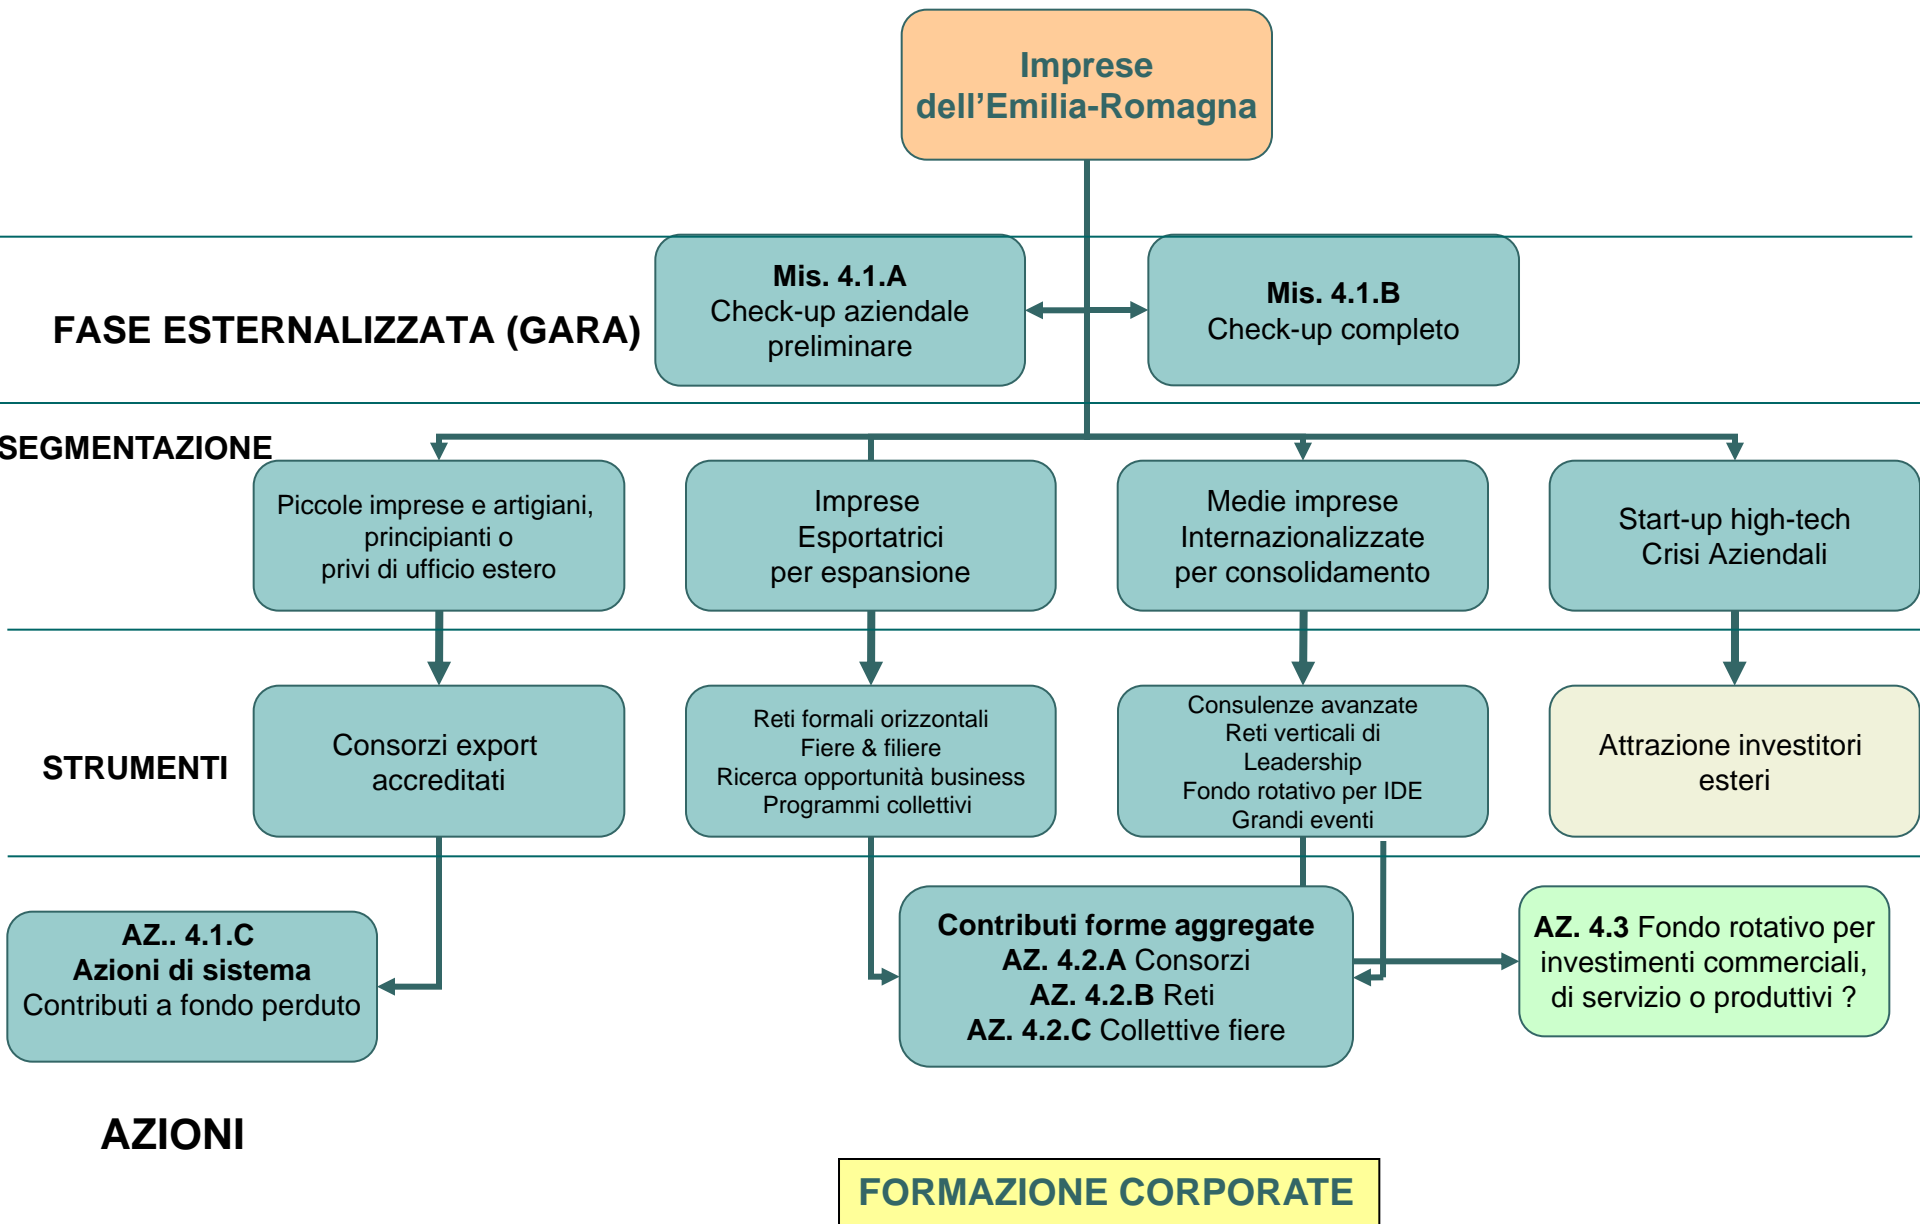 Imprese
dell’Emilia-Romagna
FASE ESTERNALIZZATA (GARA)
Mis. 4.1.A
Check-up aziendale
preliminare
Mis. 4.1.B
Check-up completo
SEGMENTAZIONE
Piccole imprese e artigiani,
principianti o
privi di ufficio estero
Imprese
Esportatrici
per espansione
Medie imprese
Internazionalizzate
per consolidamento
Start-up high-tech
Crisi Aziendali
STRUMENTI
Consorzi export
accreditati
Reti formali orizzontali
Fiere & filiere
Ricerca opportunità business
Programmi collettivi
Consulenze avanzate
Reti verticali di
Leadership
Fondo rotativo per IDE
Grandi eventi
Attrazione investitori
esteri
AZ.. 4.1.C
Azioni di sistema
Contributi a fondo perduto
Contributi forme aggregate
AZ. 4.2.A Consorzi
AZ. 4.2.B Reti
AZ. 4.2.C Collettive fiere
AZ. 4.3 Fondo rotativo per
investimenti commerciali,
di servizio o produttivi ?
AZIONI
FORMAZIONE CORPORATE